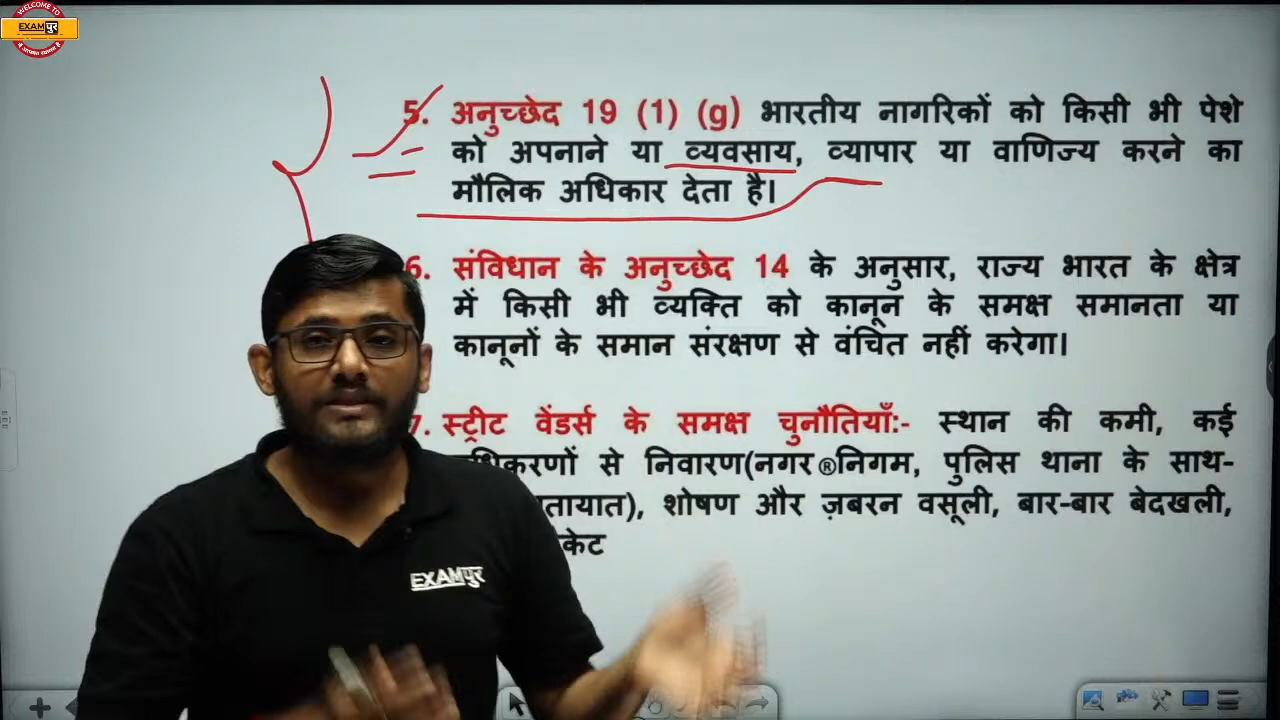 WELCOME TO
EXAMपुर
5. अनुच्छेद 19 (1) (g) भारतीय नागरिकों को किसी भी पेशे
को अपनाने या व्यवसाय, व्यापार या वाणिज्य करने का
मौलिक अधिकार देता है।
6. संविधान के अनुच्छेद 14 के अनुसार, राज्य भारत के क्षेत्र
में किसी भी व्यक्ति को कानून के समक्ष समानता या
कानूनों के समान संरक्षण से वंचित नहीं करेगा।
7. स्ट्रीट वेंडर्स के समक्ष चुनौतियाँ:- स्थान की कमी, कई
से निवारण(नगर ®निगम, पुलिस थाना के साथ-
शोषण और ज़बरन वसूली, बार-बार बेदखली,
EXAMपुर